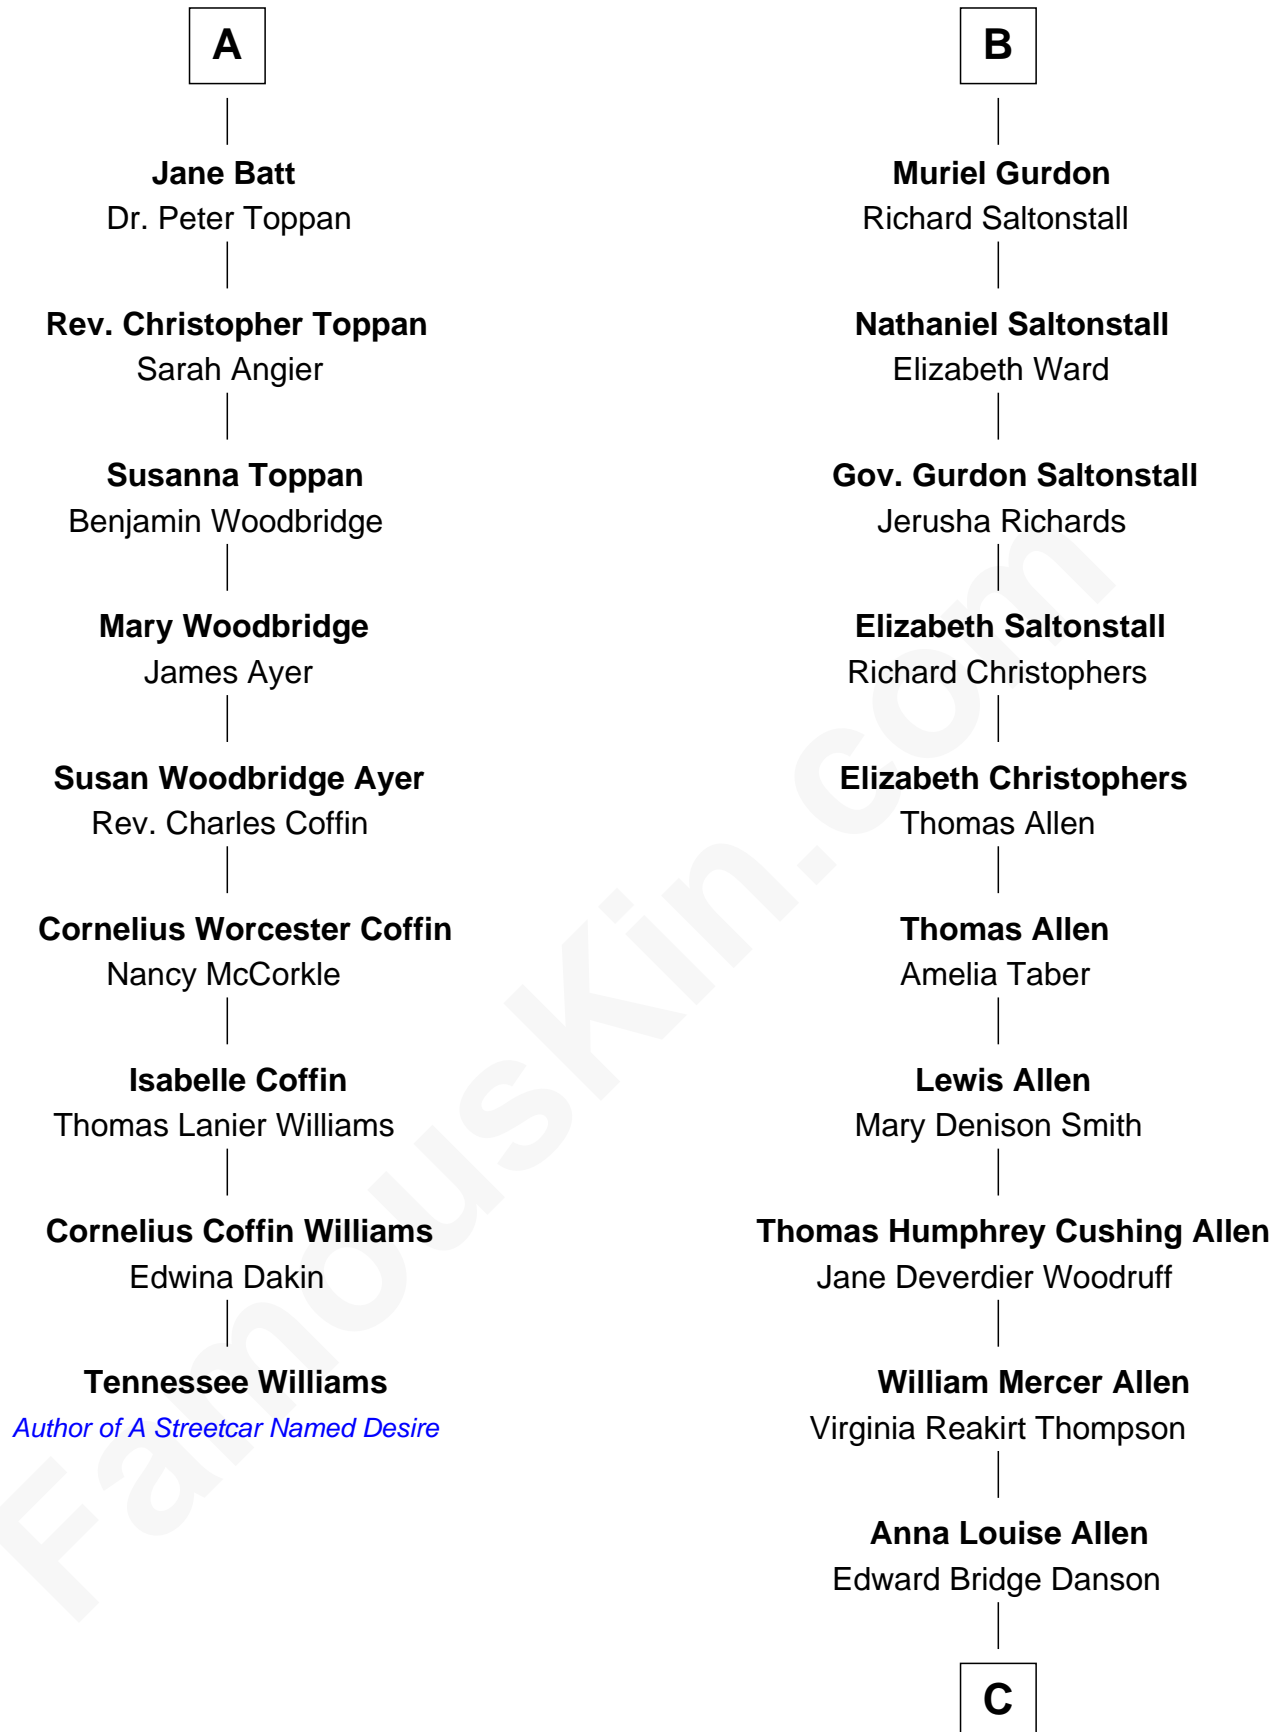 A
Jane Batt
Dr. Peter Toppan
Rev. Christopher Toppan
Sarah Angier
Susanna Toppan
Benjamin Woodbridge
Mary Woodbridge
James Ayer
Susan Woodbridge Ayer
Rev. Charles Coffin
Cornelius Worcester Coffin
Nancy McCorkle
Isabelle Coffin
Thomas Lanier Williams
Cornelius Coffin Williams
Edwina Dakin
Tennessee Williams
Author of A Streetcar Named Desire
B
Muriel Gurdon
Richard Saltonstall
Nathaniel Saltonstall
Elizabeth Ward
Gov. Gurdon Saltonstall
Jerusha Richards
Elizabeth Saltonstall
Richard Christophers
Elizabeth Christophers
Thomas Allen
Thomas Allen
Amelia Taber
Lewis Allen
Mary Denison Smith
Thomas Humphrey Cushing Allen
Jane Deverdier Woodruff
William Mercer Allen
Virginia Reakirt Thompson
Anna Louise Allen
Edward Bridge Danson
C
FamousKin.com